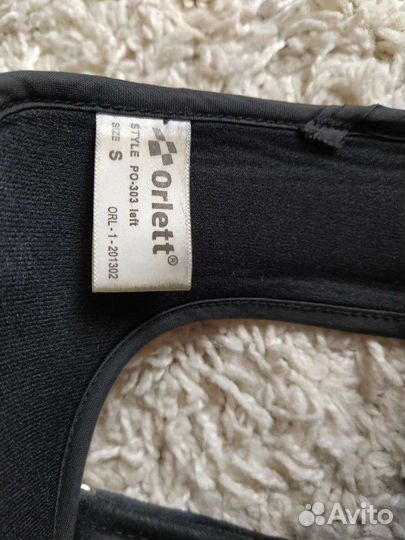 Orlett®
STYLE PO-303 left
SIZE S
ORL-1-201302
Avito